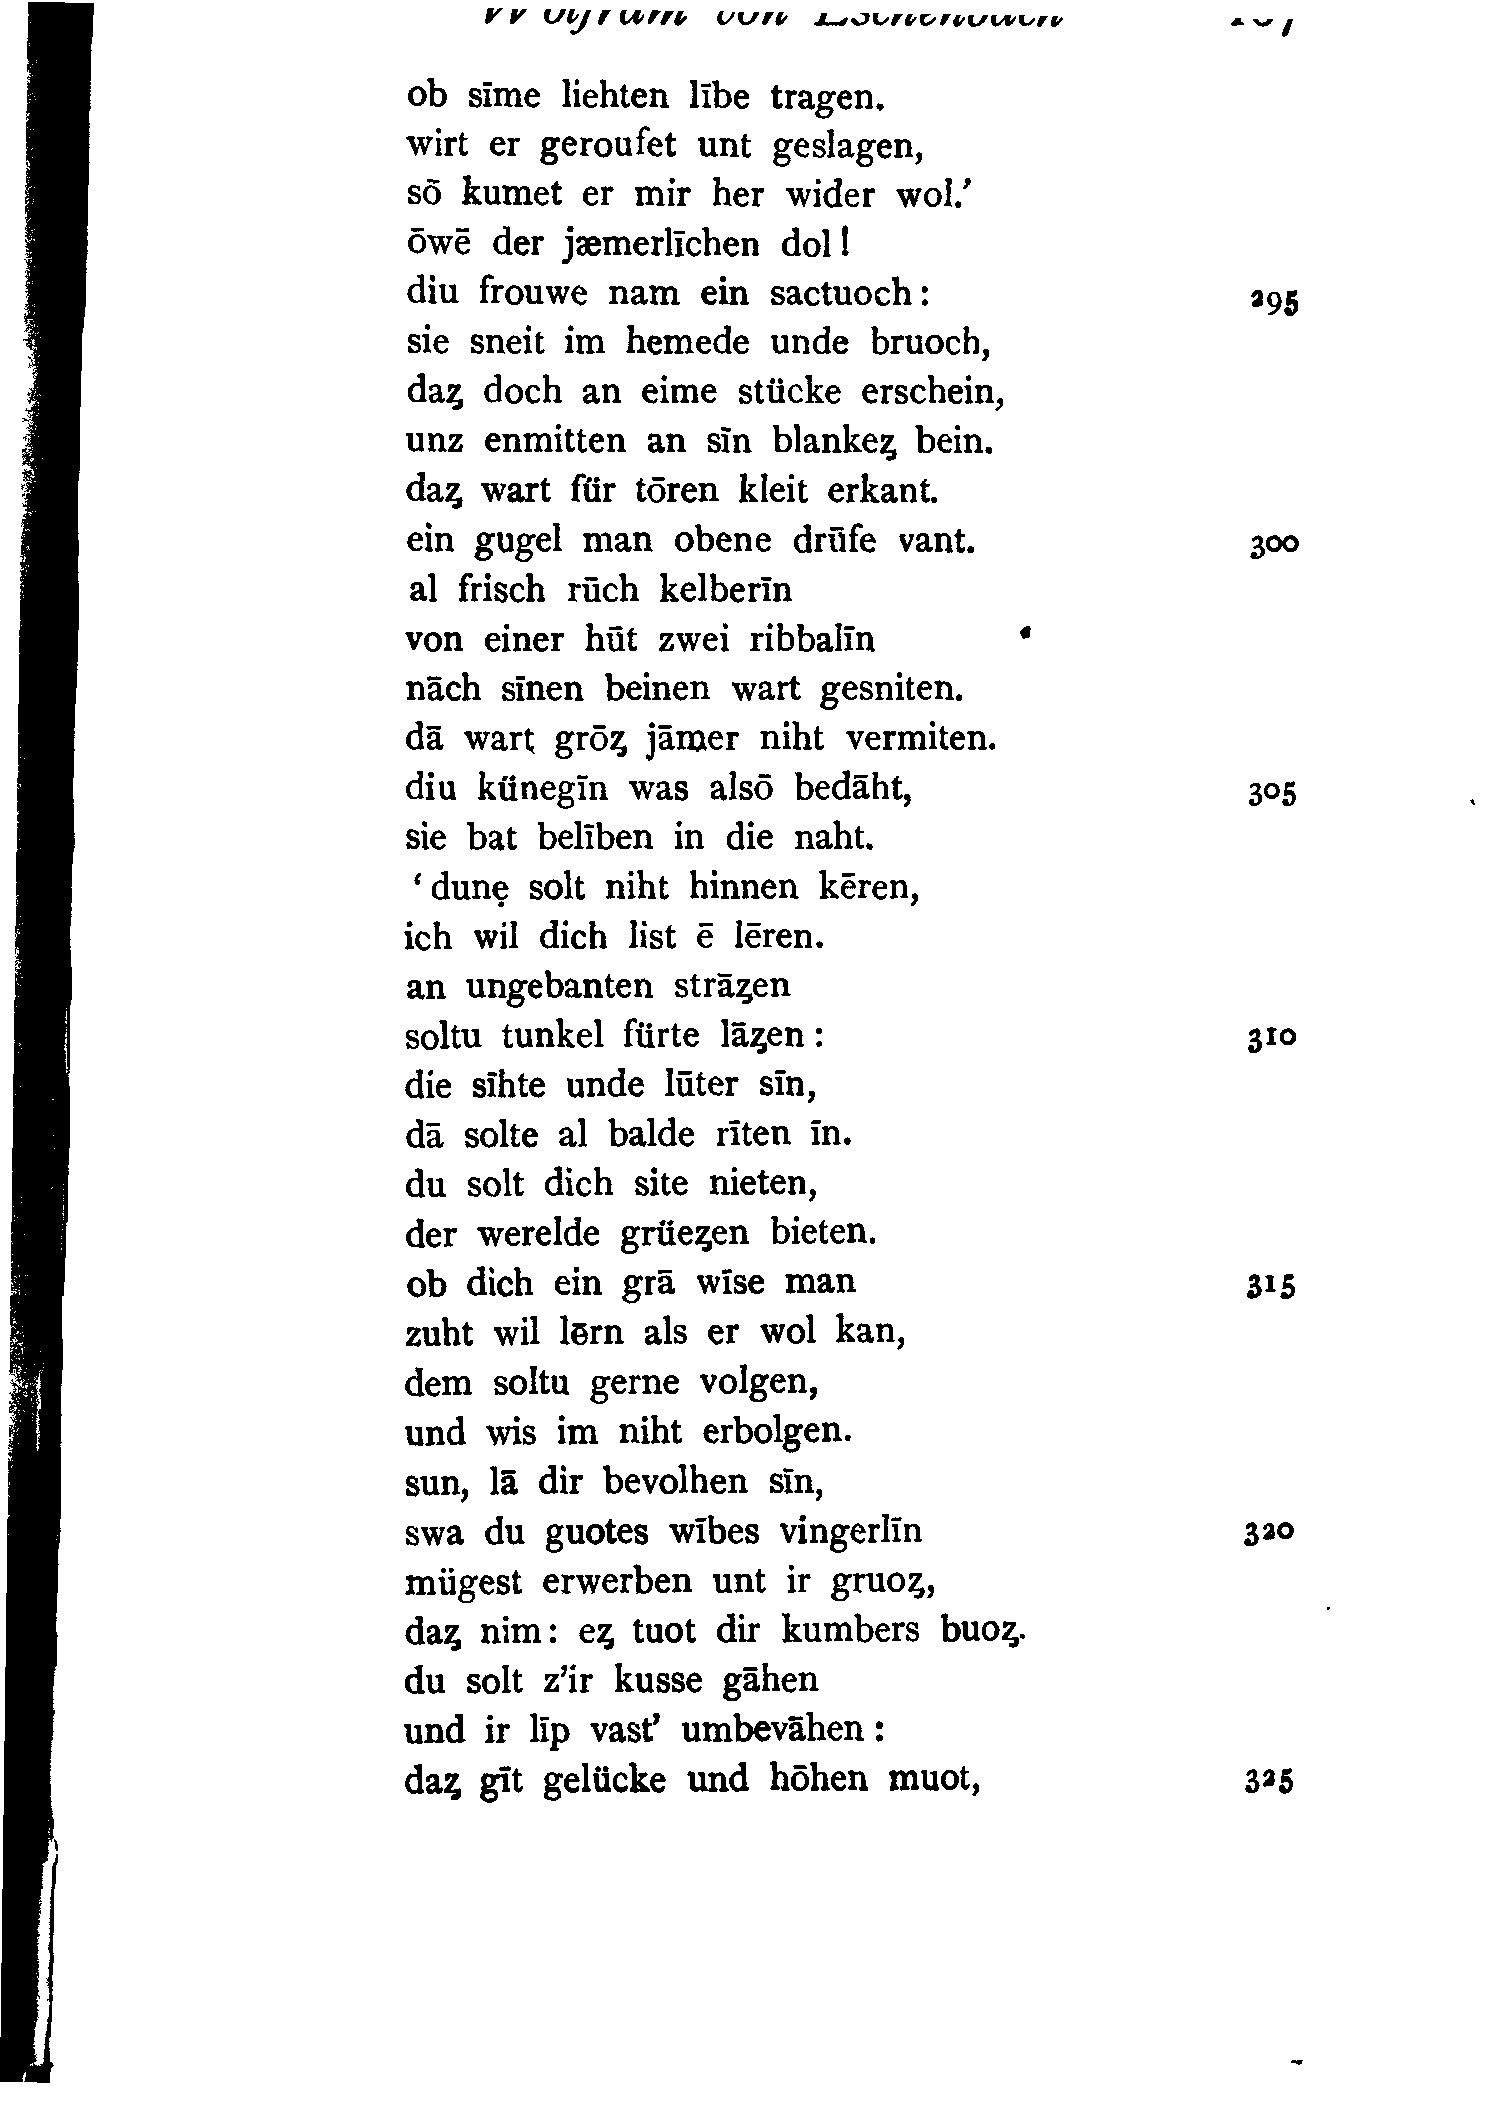 Wolfram von Eschenbach
ob sīme liehten lībe tragen.
wirt er geroufet unt geslagen,
sō kumet er mir her wider wol.’
ōwē der jæmerlīchen dol!
diu frouwe nam ein sactuoch: 295
sie sneit im hemede unde bruoch,
daȥ doch an eime stücke erschein,
unz enmitten an sīn blankeȥ bein.
daȥ wart für tōren kleit erkant.
ein gugel man obene drūfe vant. 300
al frisch rūch kelberīn
von einer hūt zwei ribbalīn
nāch sīnen beinen wart gesniten.
dā wart grōȥ jāmer niht vermiten.
diu künegīn was alsō bedāht, 305
sie bat belīben in die naht.
‘dunẹ solt niht hinnen kēren,
ich wil dich list ē lēren.
an ungebanten strāȥen
soltu tunkel fürte lāȥen: 310
die sīhte unde lūter sīn,
dā solte al balde rīten īn.
du solt dich site nieten,
der werelde grüeȥen bieten.
ob dich ein grā wīse man 315
zuht wil lērn als er wol kan,
dem soltu gerne volgen,
und wis im niht erbolgen.
sun, lā dir bevolhen sīn,
swa du guotes wībes vingerlīn 320
mügest erwerben unt ir gruoȥ,
daȥ nim: eȥ tuot dir kumbers buoȥ.
du solt z’ir kusse gāhen
und ir līp vast’ umbevāhen:
daȥ gīt gelücke und hōhen muot, 325